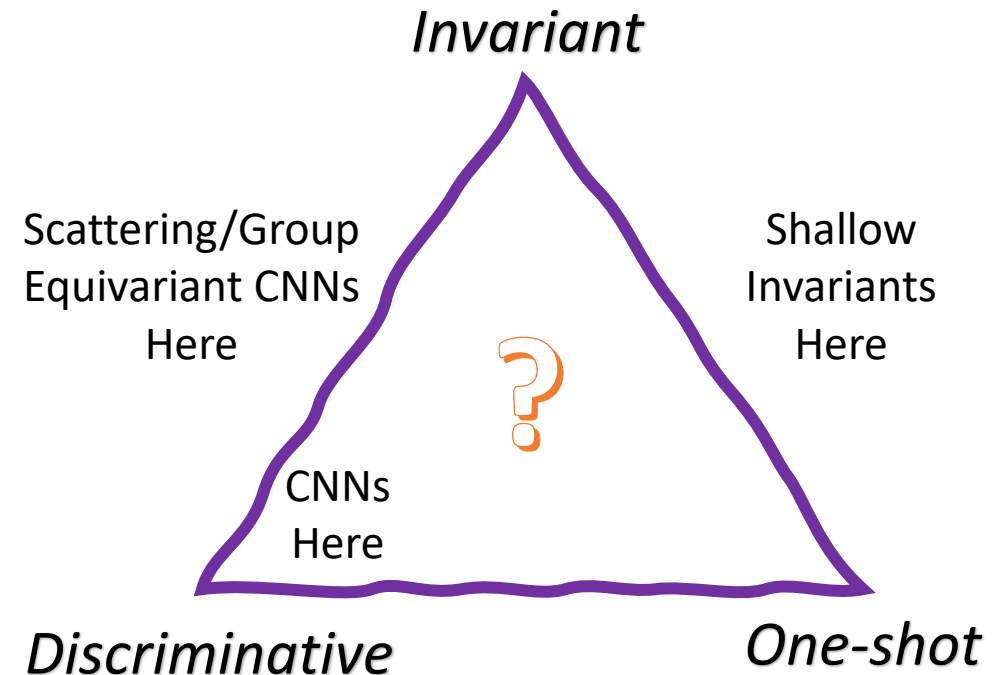 Invariant
Scattering/Group
Equivariant CNNs
Here
Shallow
Invariants
Here
?
CNNs
Here
Discriminative
One-shot